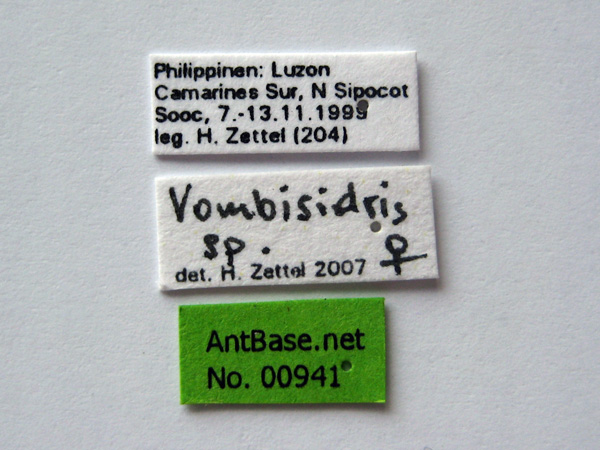 Philippinen: Luzon
Camarines Sur, N Sipocot
Sooc, 7.-13.11.1999
leg. H. Zettel (204)
Vombisidris
sp. ♀
det. H. Zettel 2007
AntBase.net
No. 00941